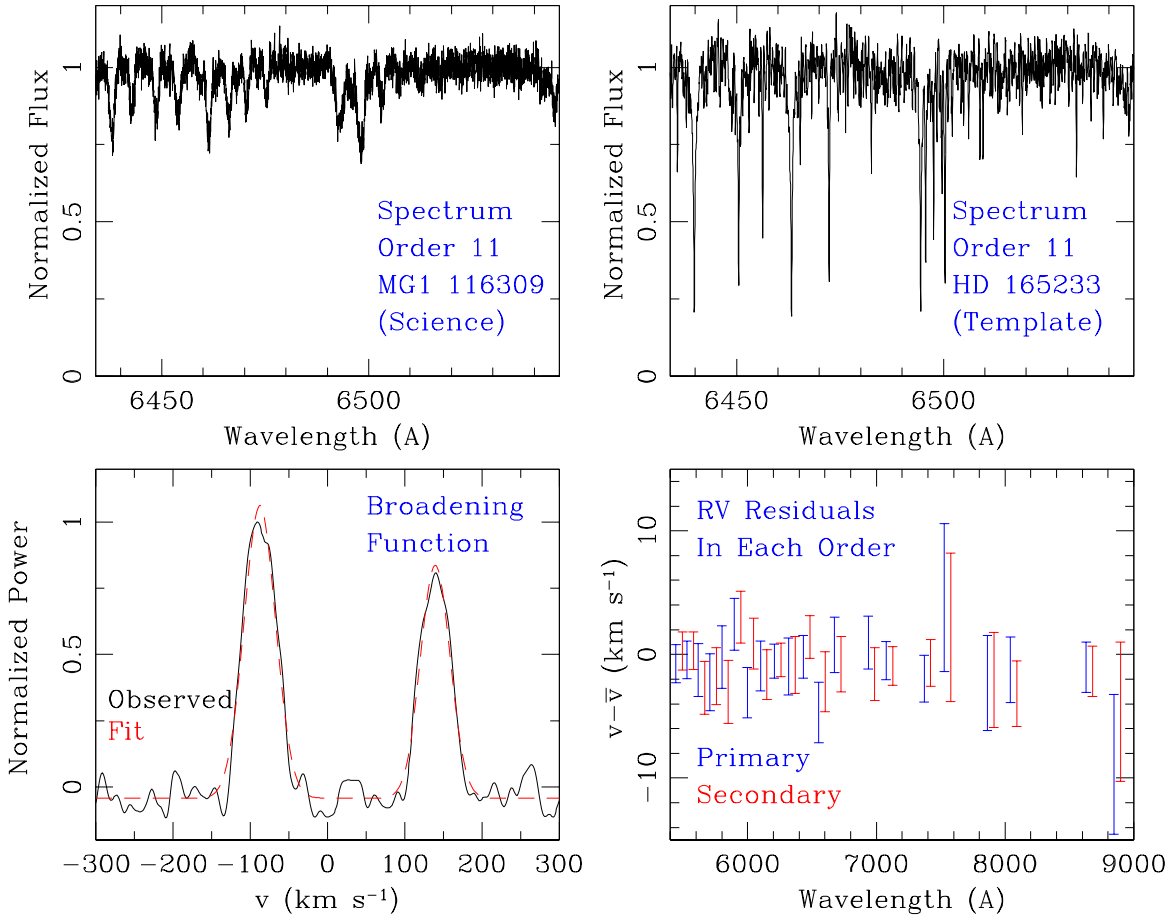 Normalized Flux
1
0.5
0
Spectrum
Order 11
MG1 116309
(Science)
6450
6500
Wavelength (A)
Normalized Flux
1
0.5
0
Spectrum
Order 11
HD 165233
(Template)
6450
6500
Wavelength (A)
Normalized Power
1
0.5
0
Broadening
Function
Observed
Fit
−300
−200
−100
0
100
200
300
v (km s⁻¹)
v−v̅ (km s⁻¹)
10
0
−10
RV Residuals
In Each Order
Primary
Secondary
6000
7000
8000
9000
Wavelength (A)